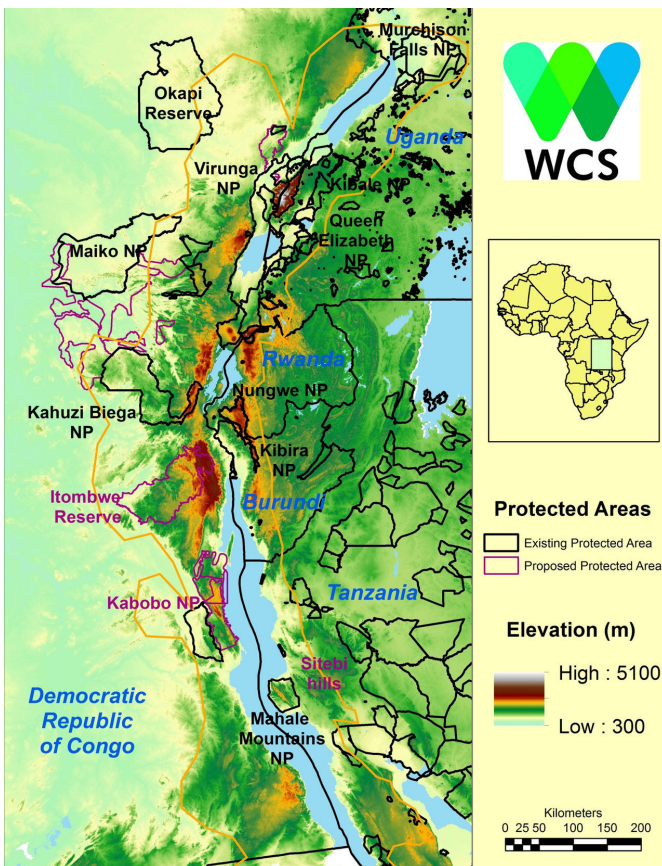 Murchison
Falls NP
Okapi
Reserve
Uganda
Virunga
NP
Kibale NP
Queen
Elizabeth
NP
Maiko NP
Rwanda
Nungwe NP
Kahuzi Biega
NP
Kibira
NP
Itombwe
Reserve
Burundi
Kabobo NP
Tanzania
Sitebi
hills
Democratic
Republic
of Congo
Mahale
Mountains
NP
WCS
Protected Areas
Existing Protected Area
Proposed Protected Area
Elevation (m)
High : 5100
Low : 300
Kilometers
0 25 50 100 150 200